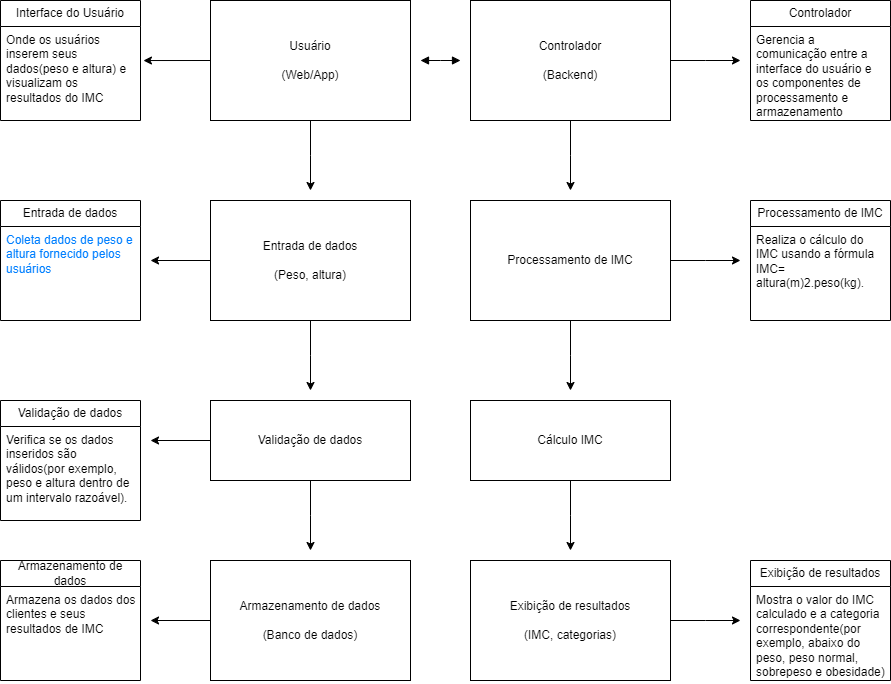 Interface do Usuário
Onde os usuários
inserem seus
dados(peso e altura) e
visualizam os
resultados do IMC
Usuário
(Web/App)
Controlador
(Backend)
Controlador
Gerencia a
comunicação entre a
interface do usuário e
os componentes de
processamento e
armazenamento
Entrada de dados
Coleta dados de peso e
altura fornecido pelos
usuários
Entrada de dados
(Peso, altura)
Processamento de IMC
Processamento de IMC
Realiza o cálculo do
IMC usando a fórmula
IMC=
altura(m)2.peso(kg).
Validação de dados
Verifica se os dados
inseridos são
válidos(por exemplo,
peso e altura dentro de
um intervalo razoável).
Validação de dados
Cálculo IMC
Armazenamento de
dados
Armazena os dados dos
clientes e seus
resultados de IMC
Armazenamento de dados
(Banco de dados)
Exibição de resultados
(IMC, categorias)
Exibição de resultados
Mostra o valor do IMC
calculado e a categoria
correspondente(por
exemplo, abaixo do
peso, peso normal,
sobrepeso e obesidade)